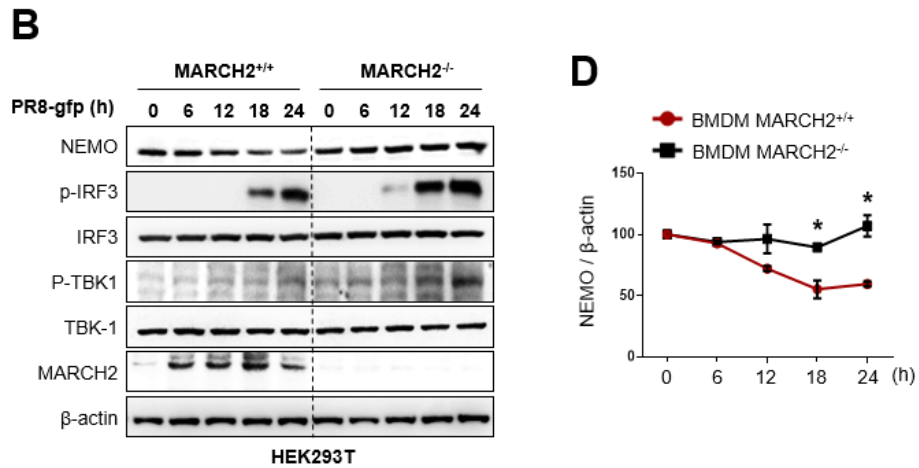 B
MARCH2+/+ MARCH2-/-
PR8-gfp (h) 0 6 12 18 24 0 6 12 18 24
NEMO
p-IRF3
IRF3
P-TBK1
TBK-1
MARCH2
β-actin
HEK293T
D
BMDM MARCH2+/+
BMDM MARCH2-/-
NEMO / β-actin
150
100
50
0
* *
0 6 12 18 24 (h)